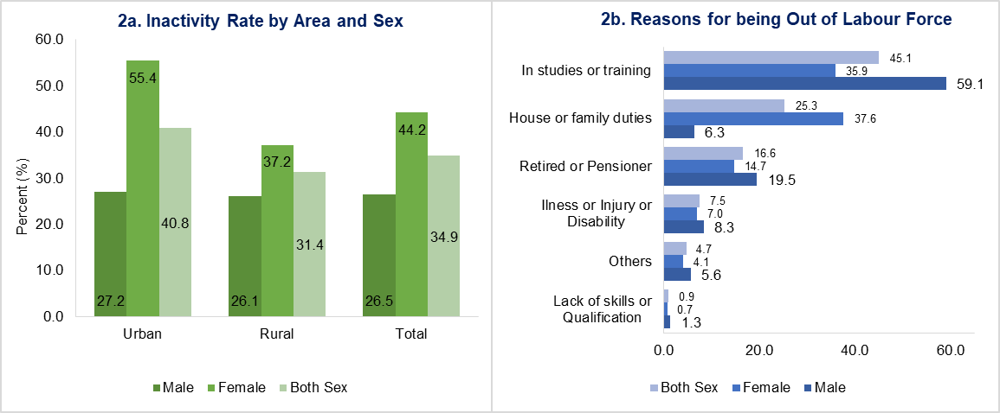 2a. Inactivity Rate by Area and Sex
60.0
50.0
40.0
30.0
20.0
10.0
0.0
Percent (%)
55.4
44.2
37.2
40.8
31.4
34.9
27.2
26.1
26.5
Urban Rural Total
Male Female Both Sex
2b. Reasons for being Out of Labour Force
In studies or training
45.1
35.9
59.1
House or family duties
25.3
37.6
6.3
Retired or Pensioner
16.6
14.7
19.5
Ilness or Injury or
Disability
7.5
7.0
8.3
Others
4.7
4.1
5.6
Lack of skills or
Qualification
0.9
0.7
1.3
0.0 20.0 40.0 60.0
Both Sex Female Male